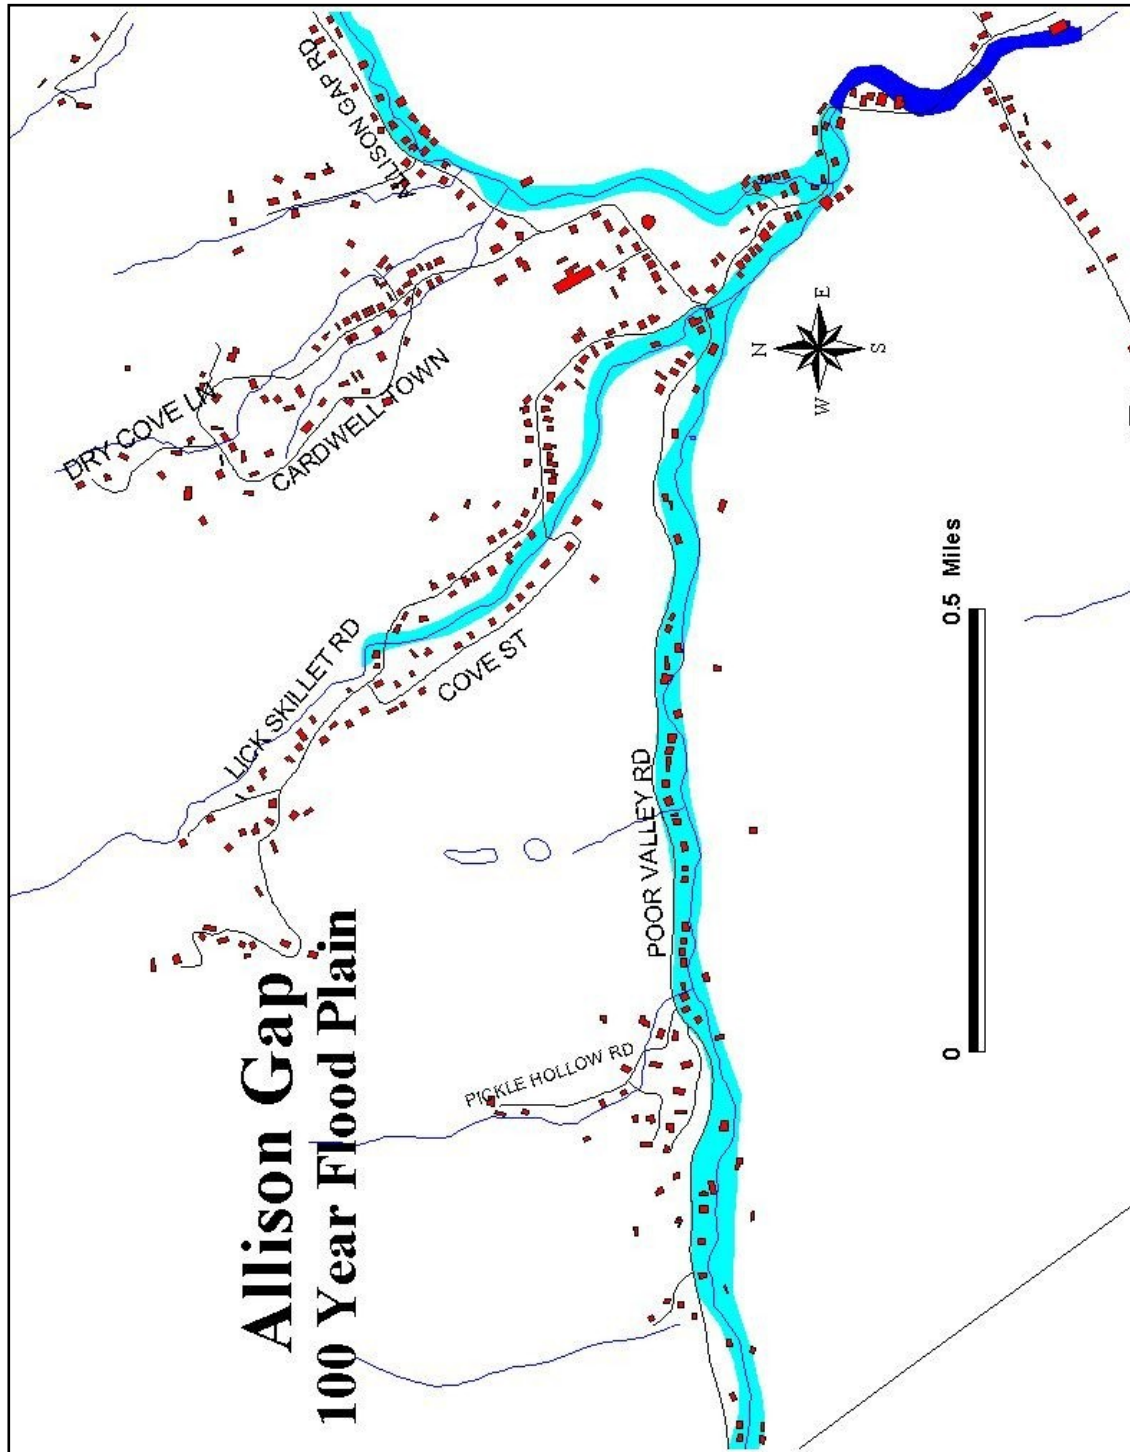 Allison Gap
100 Year Flood Plain
PICKLE HOLLOW RD
POOR VALLEY RD
LICK SKILLET RD
COVE ST
DRY COVE LN
CARDWELL TOWN
ALLISON GAP RD
N
E
S
W
0 0.5 Miles